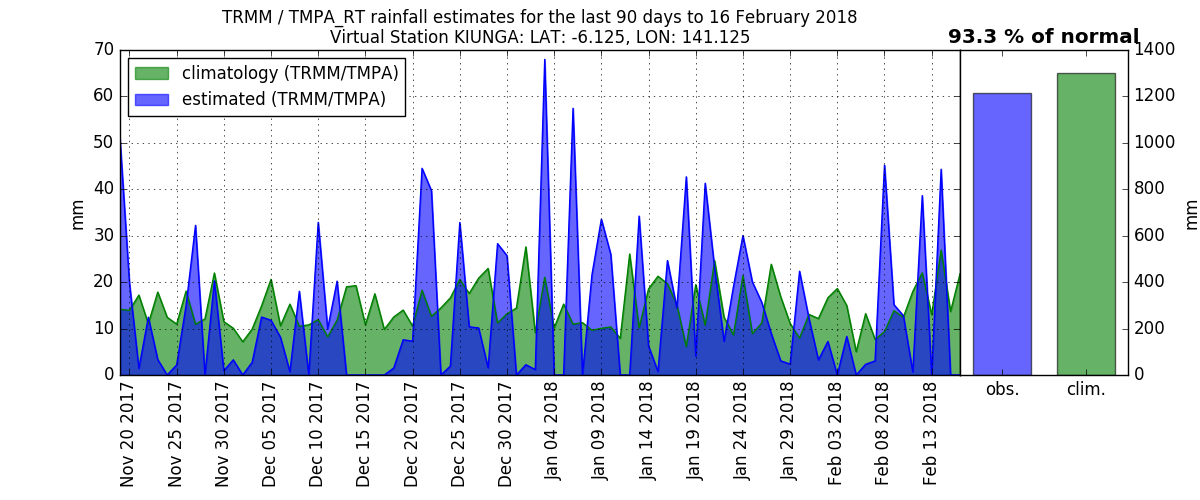 TRMM / TMPA_RT rainfall estimates for the last 90 days to 16 February 2018
Virtual Station KIUNGA: LAT: -6.125, LON: 141.125
93.3 % of normal
climatology (TRMM/TMPA)
estimated (TRMM/TMPA)
mm
70
60
50
40
30
20
10
0
Nov 20 2017
Nov 25 2017
Nov 30 2017
Dec 05 2017
Dec 10 2017
Dec 15 2017
Dec 20 2017
Dec 25 2017
Dec 30 2017
Jan 04 2018
Jan 09 2018
Jan 14 2018
Jan 19 2018
Jan 24 2018
Jan 29 2018
Feb 03 2018
Feb 08 2018
Feb 13 2018
obs.
clim.
1400
1200
1000
800
600
400
200
0
mm